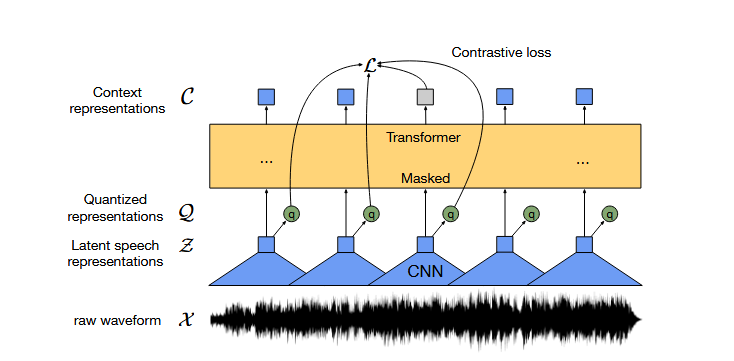 Contrastive loss
ℒ
Context
representations 𝒞
Transformer
... ...
Masked
Quantized
representations 𝒬
q q q q q
Latent speech
representations 𝒵
CNN
raw waveform 𝒳